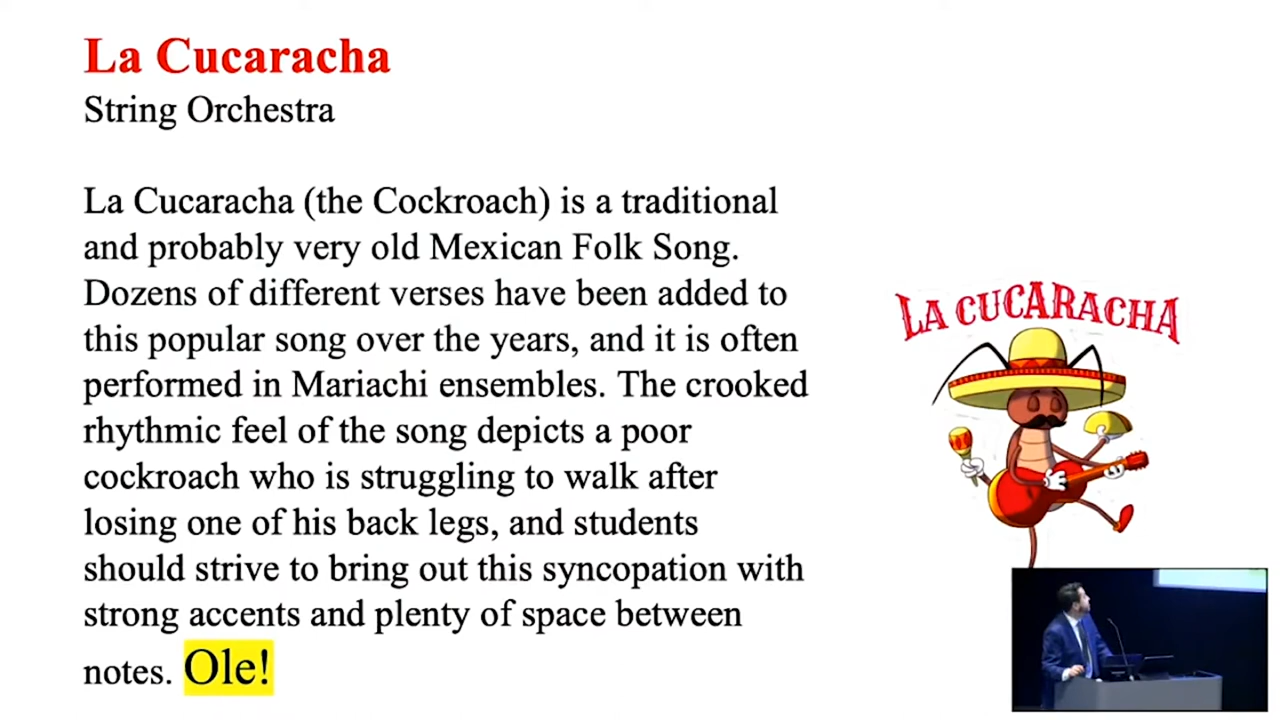 La Cucaracha
String Orchestra
La Cucaracha (the Cockroach) is a traditional
and probably very old Mexican Folk Song.
Dozens of different verses have been added to
this popular song over the years, and it is often
performed in Mariachi ensembles. The crooked
rhythmic feel of the song depicts a poor
cockroach who is struggling to walk after
losing one of his back legs, and students
should strive to bring out this syncopation with
strong accents and plenty of space between
notes. Ole!
LA CUCARACHA